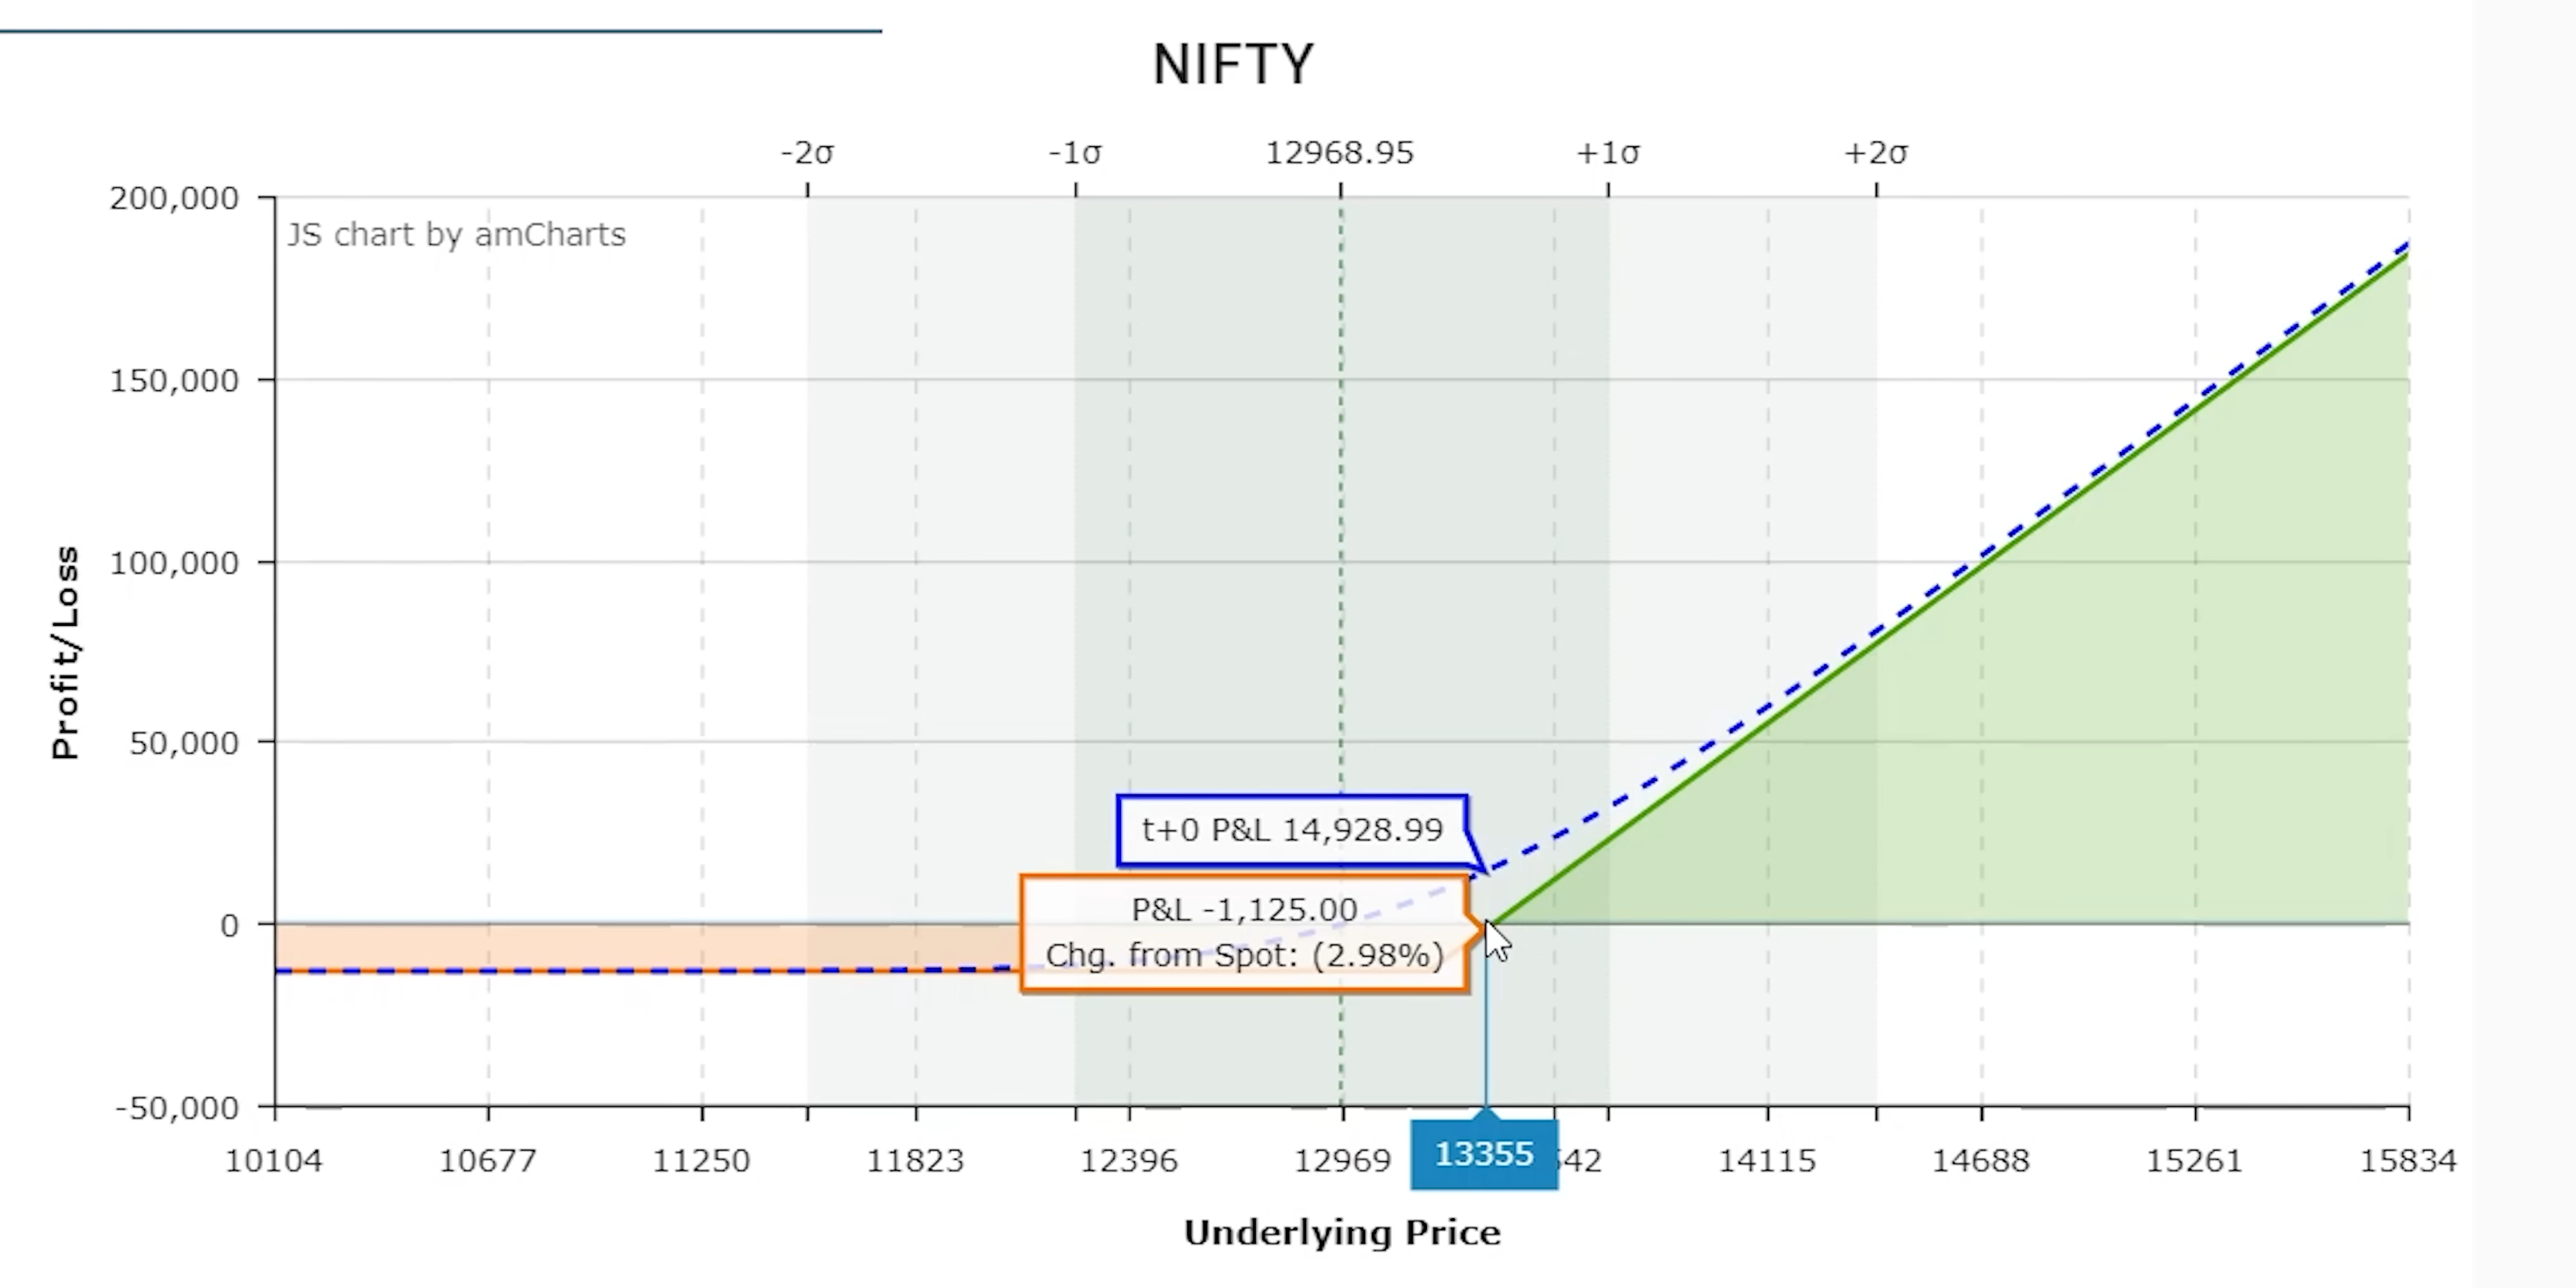 NIFTY
-2σ -1σ 12968.95 +1σ +2σ
200,000
JS chart by amCharts
150,000
100,000
50,000
0
-50,000
Profit/Loss
t+0 P&L 14,928.99
P&L -1,125.00
Chg. from Spot: (2.98%)
10104 10677 11250 11823 12396 12969 13355 14115 14688 15261 15834
Underlying Price